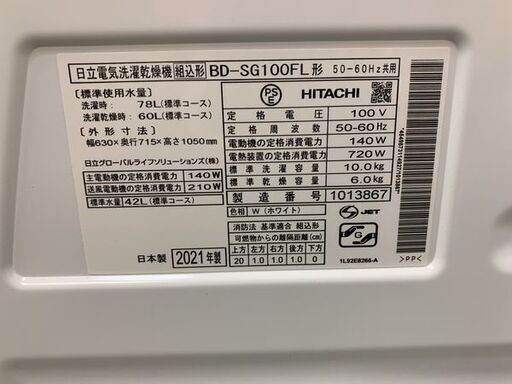 日立電気洗濯乾燥機 組込形 BD-SG100FL形 50-60Hz共用
[標準使用水量]
洗濯時: 78L(標準コース)
洗濯乾燥時: 60L(標準コース)
[外形寸法]
幅630×奥行715×高さ1050mm
日立グローバルライフソリューションズ(株)
主電動機の定格消費電力 140W
送風電動機の定格消費電力 210W
標準水量42L(標準コース)
日本製 2021年製
PS E HITACHI
定格電圧 100V
定格周波数 50-60Hz
電動機の定格消費電力 140W
電熱装置の定格消費電力 720W
標準洗濯容量 10.0kg
標準乾燥容量 6.0kg
製造番号 1013867
色相 W(ホワイト)
消防法 基準適合 組込形
可燃物からの離隔距離(cm)
上方 左方 右方 前方 後方 下方
20 1.0 1.0 1.0 0
S JET
G
1L92E8266-A
>PP<